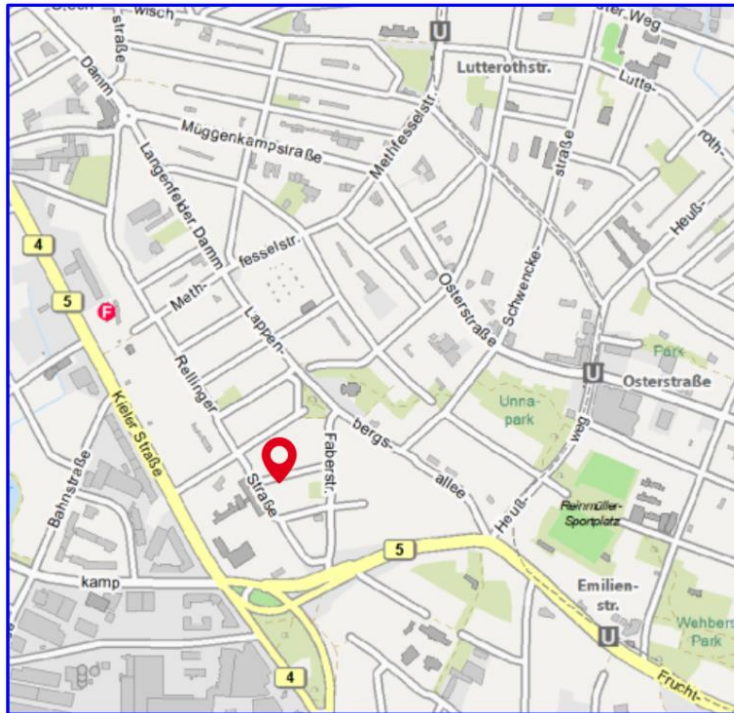 wisch
straße
Damm
U
Lutterothstr.
Weg
Lutte-
roth-
Müggenkampstraße
Methfesselstr.
straße
Schwencke-
Heuß-
Langenfelder Damm
4
5
F
Meth-
fesselstr.
Osterstraße
Lappen-
bergs-
allee
Rellinger
Straße
Kieler Straße
Bahnstraße
Faberstr.
U
Osterstraße
Park
Unna-
park
Heuß-
weg
Reinmüller-
Sportplatz
kamp
5
Emilien-
str.
U
Wehbers
Park
Frucht-
4